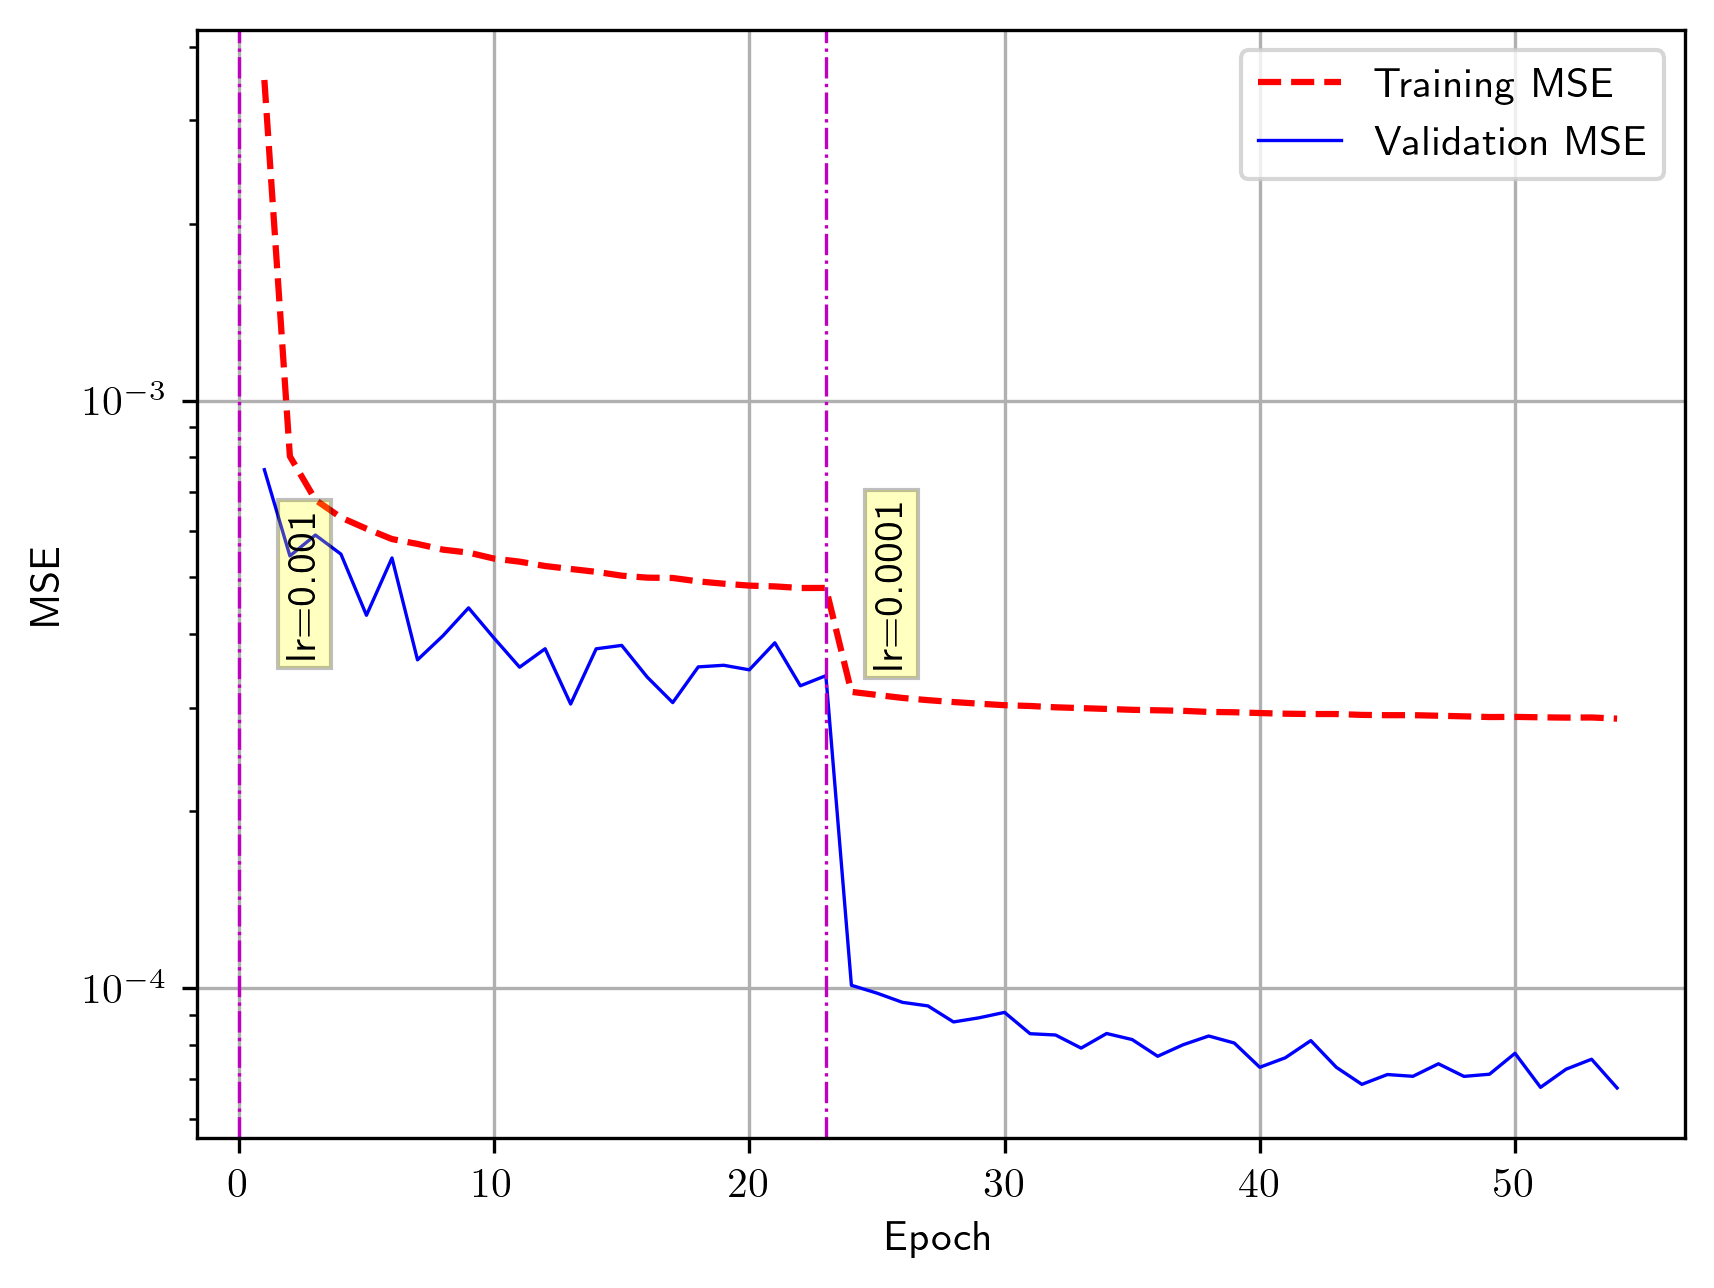 Training MSE
Validation MSE
MSE
10⁻³
10⁻⁴
lr=0.001
lr=0.0001
0 10 20 30 40 50
Epoch